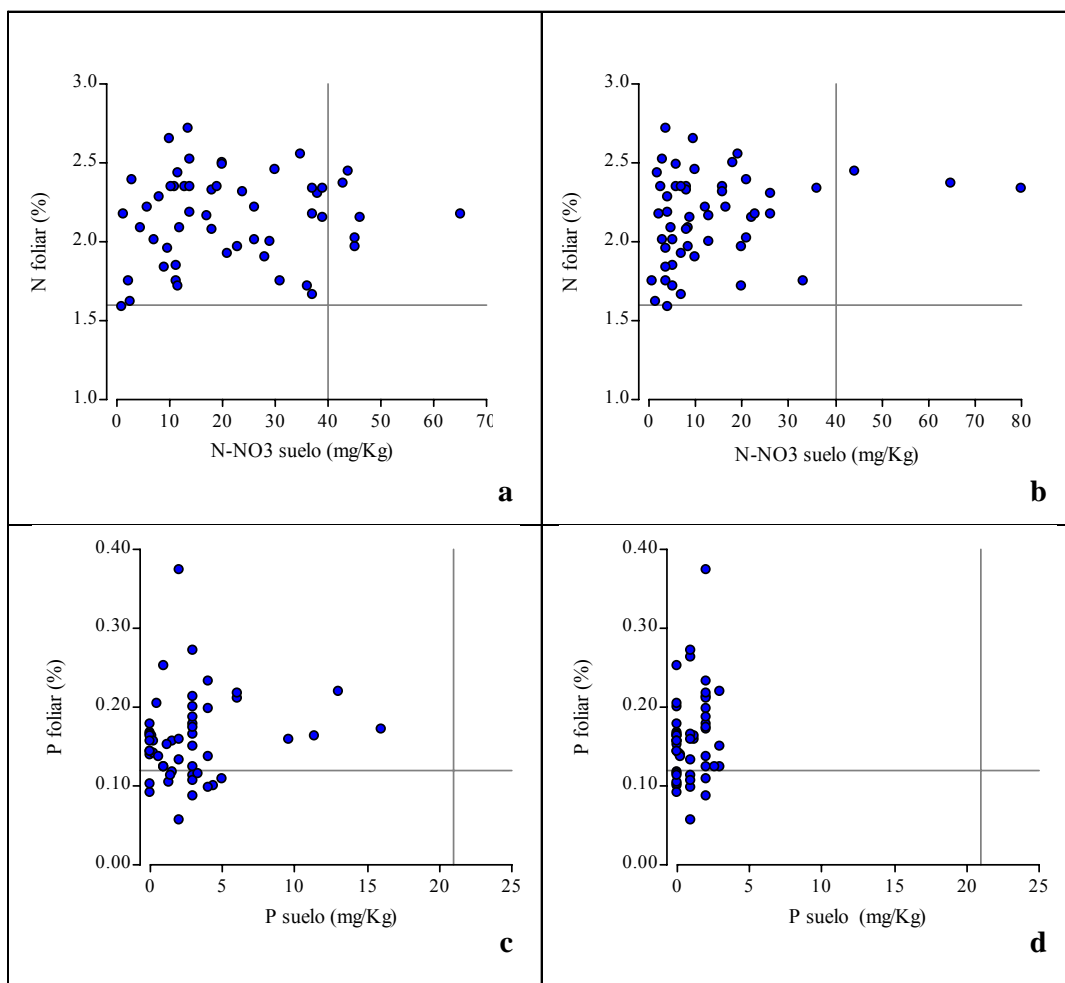 3.0
2.5
2.0
1.5
1.0
N foliar (%)
0 10 20 30 40 50 60 70
N-NO3 suelo (mg/Kg)
a
3.0
2.5
2.0
1.5
1.0
N foliar (%)
0 10 20 30 40 50 60 70 80
N-NO3 suelo (mg/Kg)
b
0.40
0.30
0.20
0.10
0.00
P foliar (%)
0 5 10 15 20 25
P suelo (mg/Kg)
c
0.40
0.30
0.20
0.10
0.00
P foliar (%)
0 5 10 15 20 25
P suelo (mg/Kg)
d